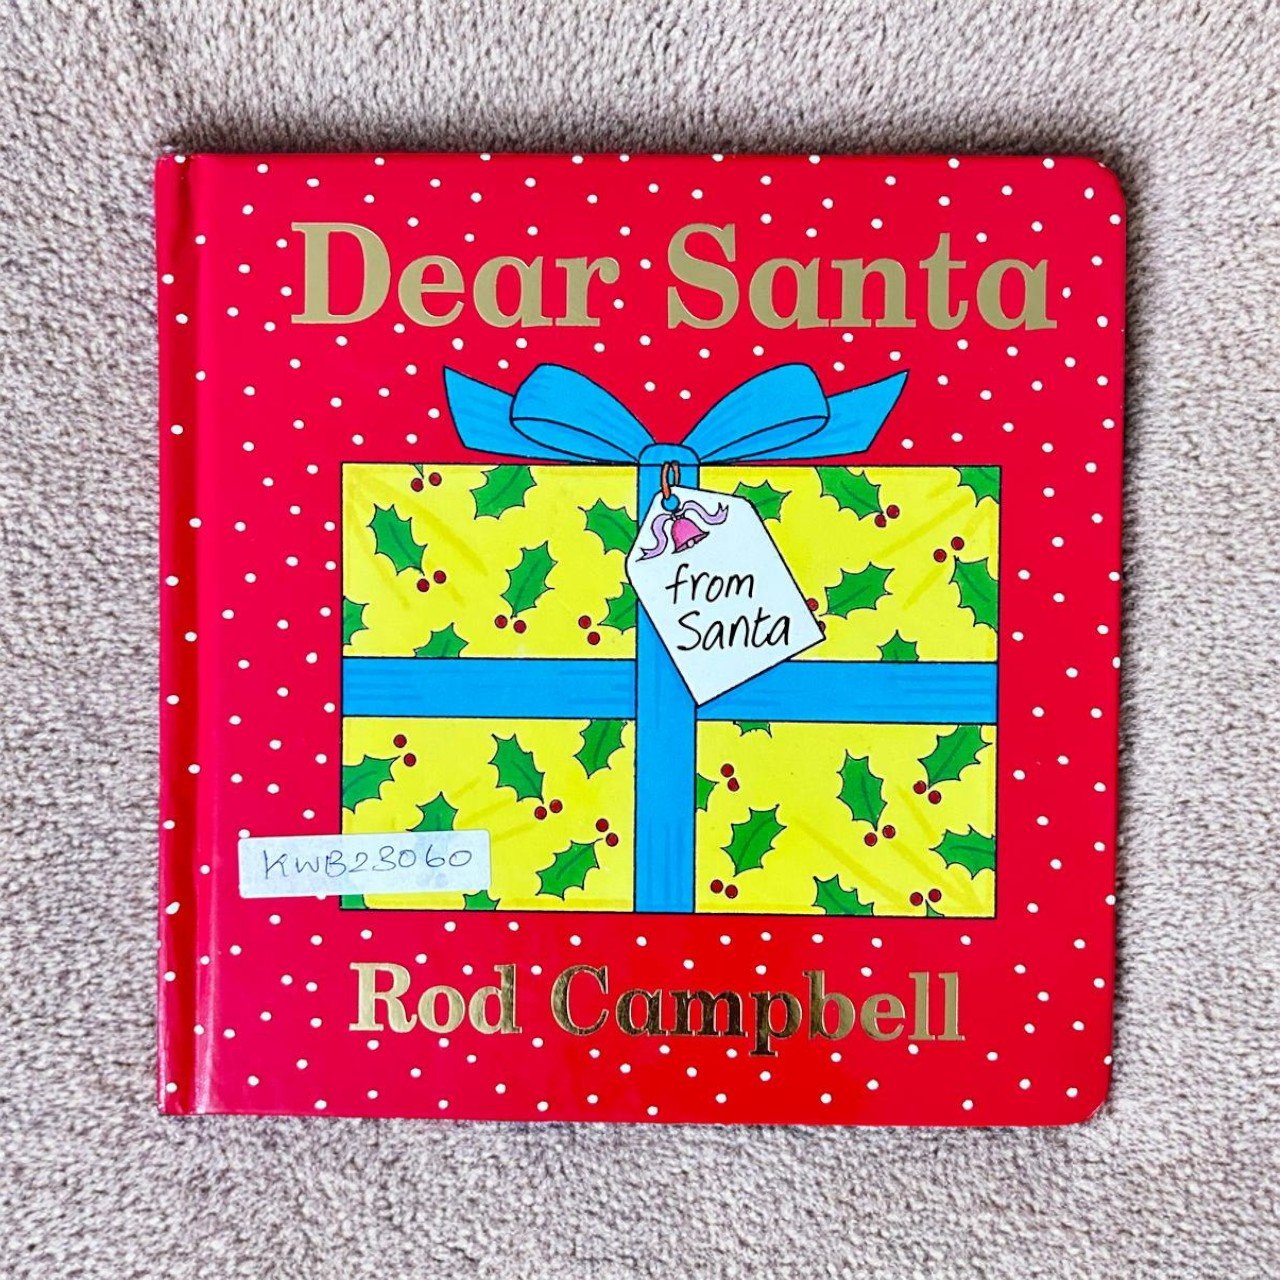 Dear Santa
from
Santa
KWB23060
Rod Campbell